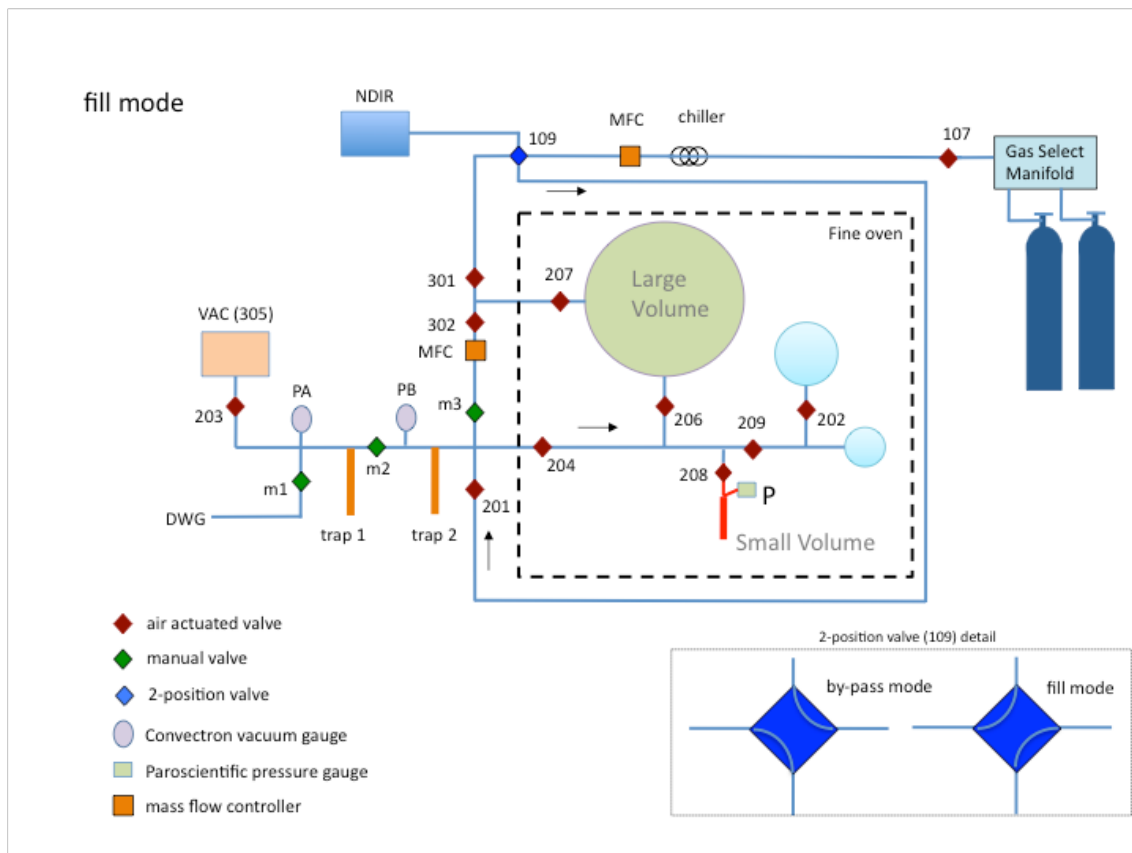 fill mode
NDIR
109
MFC
chiller
107
Gas Select
Manifold
Fine oven
301
207
Large
Volume
VAC (305)
302
MFC
PA
PB
m3
203
206
209
202
m2
204
208
P
m1
201
DWG
trap 1
trap 2
Small Volume
air actuated valve
manual valve
2-position valve
Convectron vacuum gauge
Paroscientific pressure gauge
mass flow controller
2-position valve (109) detail
by-pass mode
fill mode